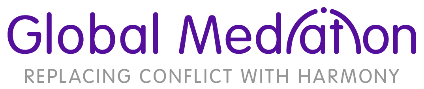 Global Mediation
REPLACING CONFLICT WITH HARMONY